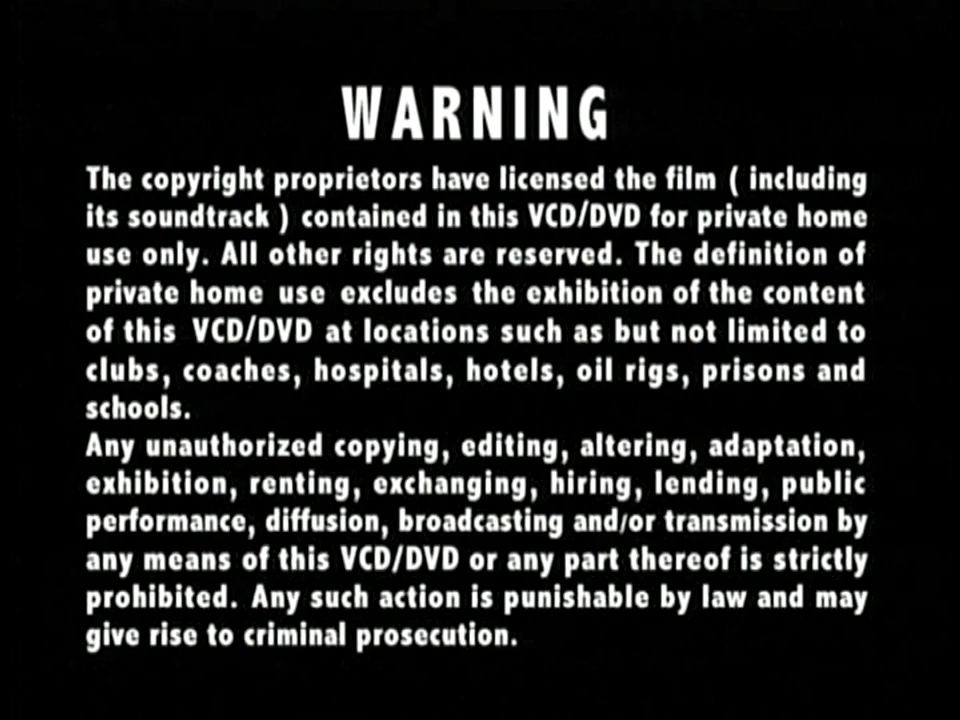 WARNING
The copyright proprietors have licensed the film ( including
its soundtrack ) contained in this VCD/DVD for private home
use only. All other rights are reserved. The definition of
private home use excludes the exhibition of the content
of this VCD/DVD at locations such as but not limited to
clubs, coaches, hospitals, hotels, oil rigs, prisons and
schools.
Any unauthorized copying, editing, altering, adaptation,
exhibition, renting, exchanging, hiring, lending, public
performance, diffusion, broadcasting and/or transmission by
any means of this VCD/DVD or any part thereof is strictly
prohibited. Any such action is punishable by law and may
give rise to criminal prosecution.